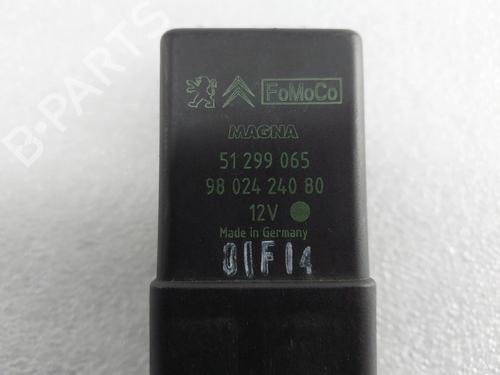 FoMoCo
MAGNA
51 299 065
98 024 240 80
12V
Made in Germany
01F14
B-PARTS